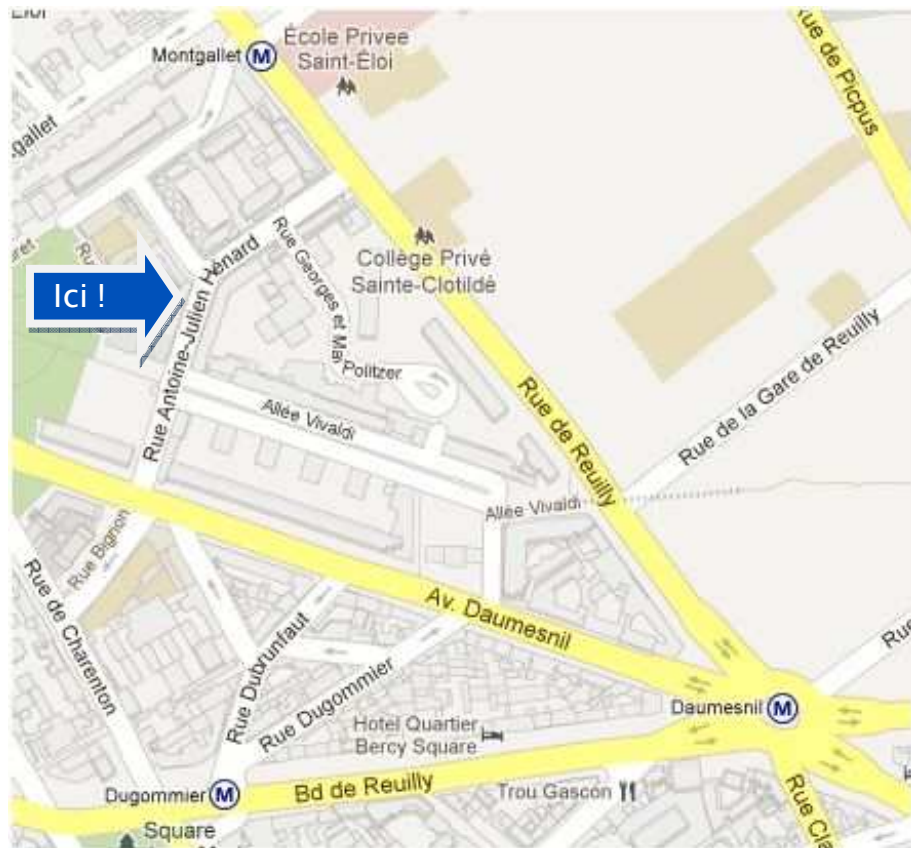 Montgallet
École Privee
Saint-Éloi
Rue de Picpus
Rue Antoine-Julien Hénard
Rue Georges et Mai
Politzer
Collège Privé
Sainte-Clotilde
Ici !
Allée Vivaldi
Rue de Reuilly
Rue de la Gare de Reuilly
Allée Vivaldi
Rue Bignon
Rue de Charenton
Av. Daumesnil
Rue Dubrunfaut
Rue Dugommier
Hotel Quartier
Bercy Square
Daumesnil M
Dugommier M
Bd de Reuilly
Trou Gascon
Square
Rue Cla